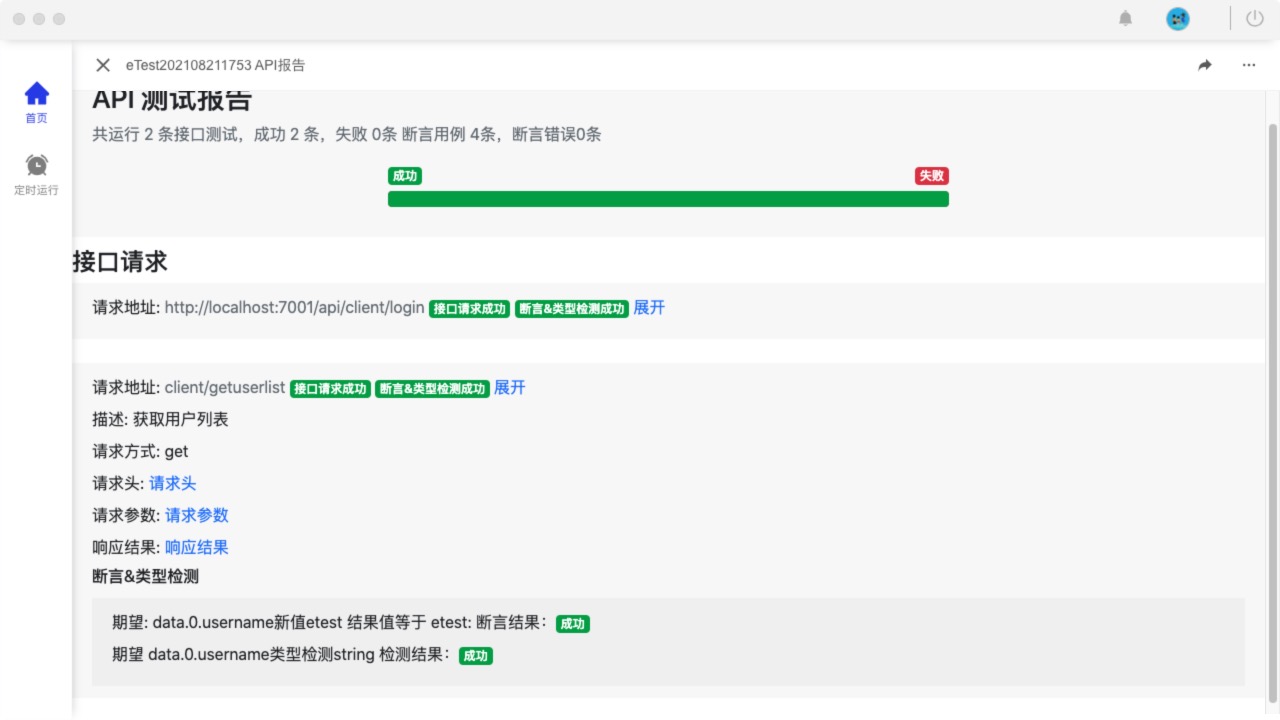 eTest202108211753 API报告
首页
定时运行
API 测试报告
共运行 2 条接口测试，成功 2 条，失败 0条 断言用例 4条，断言错误0条
成功 失败
接口请求
请求地址: http://localhost:7001/api/client/login 接口请求成功 断言&类型检测成功 展开
请求地址: client/getuserlist 接口请求成功 断言&类型检测成功 展开
描述: 获取用户列表
请求方式: get
请求头: 请求头
请求参数: 请求参数
响应结果: 响应结果
断言&类型检测
期望: data.0.username新值etest 结果值等于 etest: 断言结果： 成功
期望 data.0.username类型检测string 检测结果： 成功